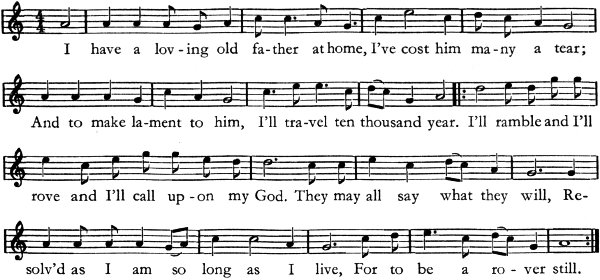 I have a lov-ing old fa-ther at home, I've cost him ma-ny a tear;
And to make la-ment to him, I'll tra-vel ten thousand year. I'll ramble and I'll
rove and I'll call up-on my God. They may all say what they will, Re-
solv'd as I am so long as I live, For to be a ro-ver still.